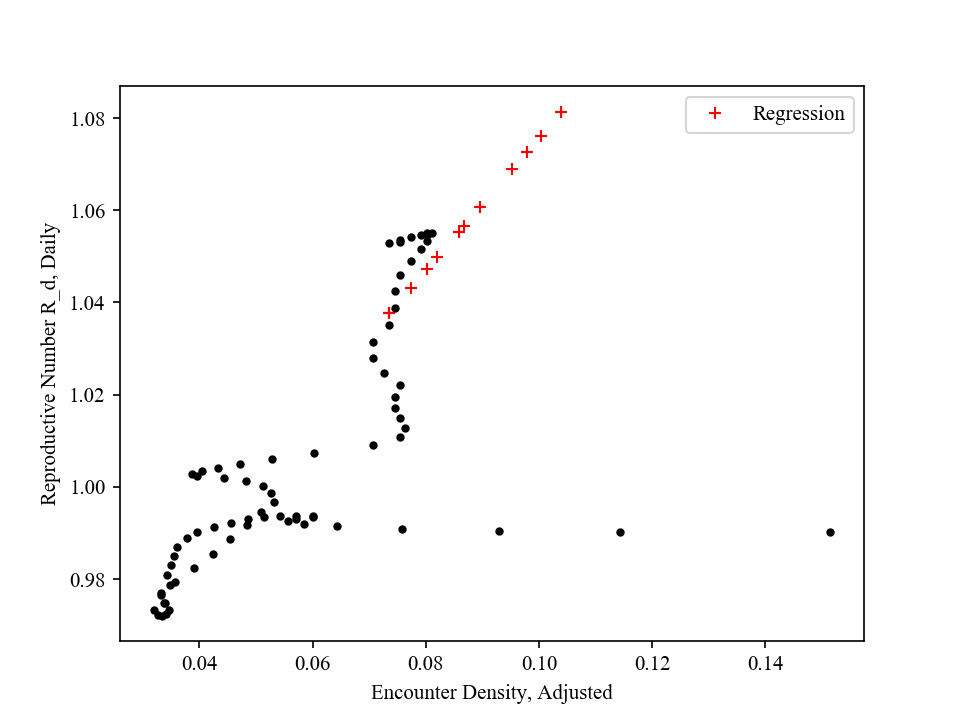 Regression
1.08
1.06
1.04
1.02
1.00
0.98
Reproductive Number R_d, Daily
0.04 0.06 0.08 0.10 0.12 0.14
Encounter Density, Adjusted